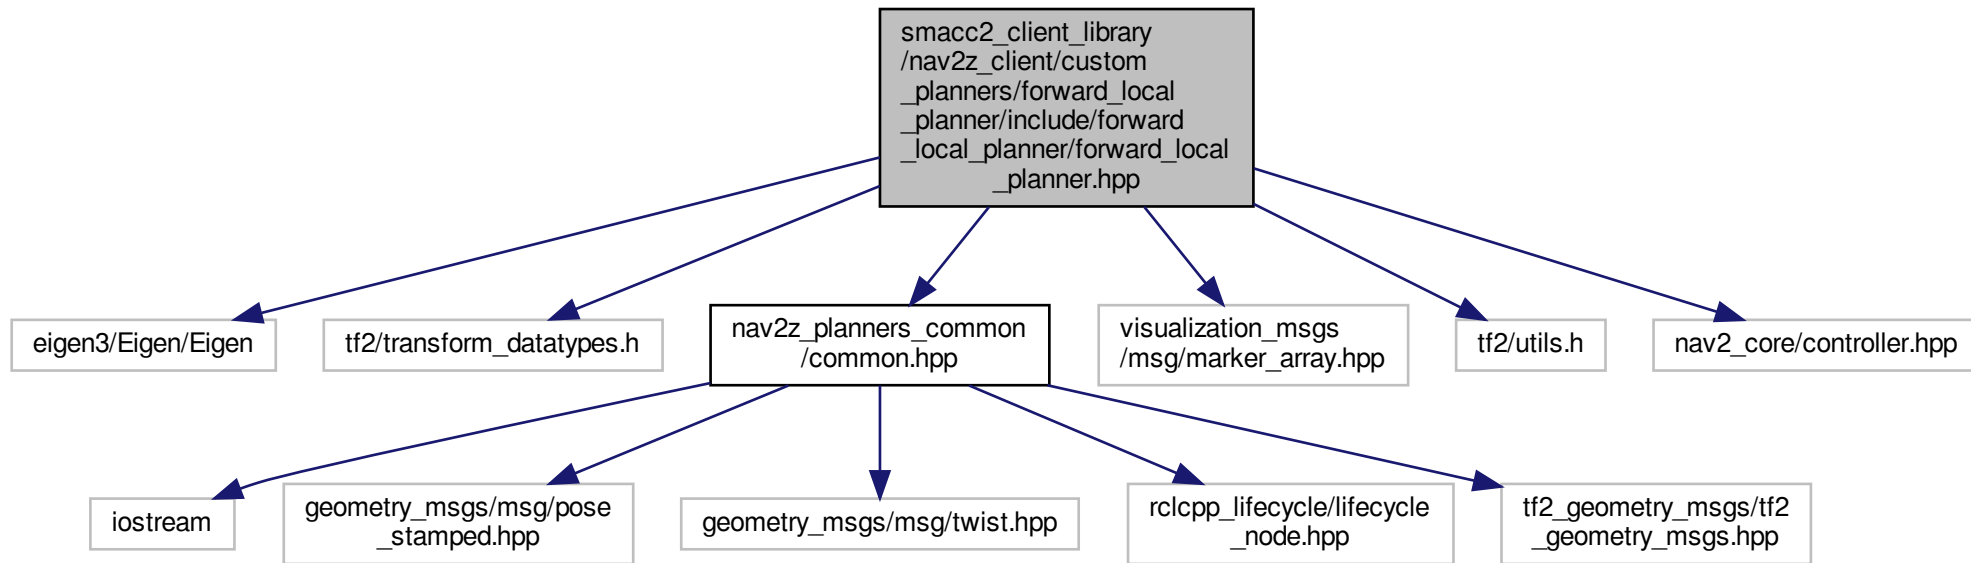 smacc2_client_library
/nav2z_client/custom
_planners/forward_local
_planner/include/forward
_local_planner/forward_local
_planner.hpp
eigen3/Eigen/Eigen
tf2/transform_datatypes.h
nav2z_planners_common
/common.hpp
visualization_msgs
/msg/marker_array.hpp
tf2/utils.h
nav2_core/controller.hpp
iostream
geometry_msgs/msg/pose
_stamped.hpp
geometry_msgs/msg/twist.hpp
rclcpp_lifecycle/lifecycle
_node.hpp
tf2_geometry_msgs/tf2
_geometry_msgs.hpp